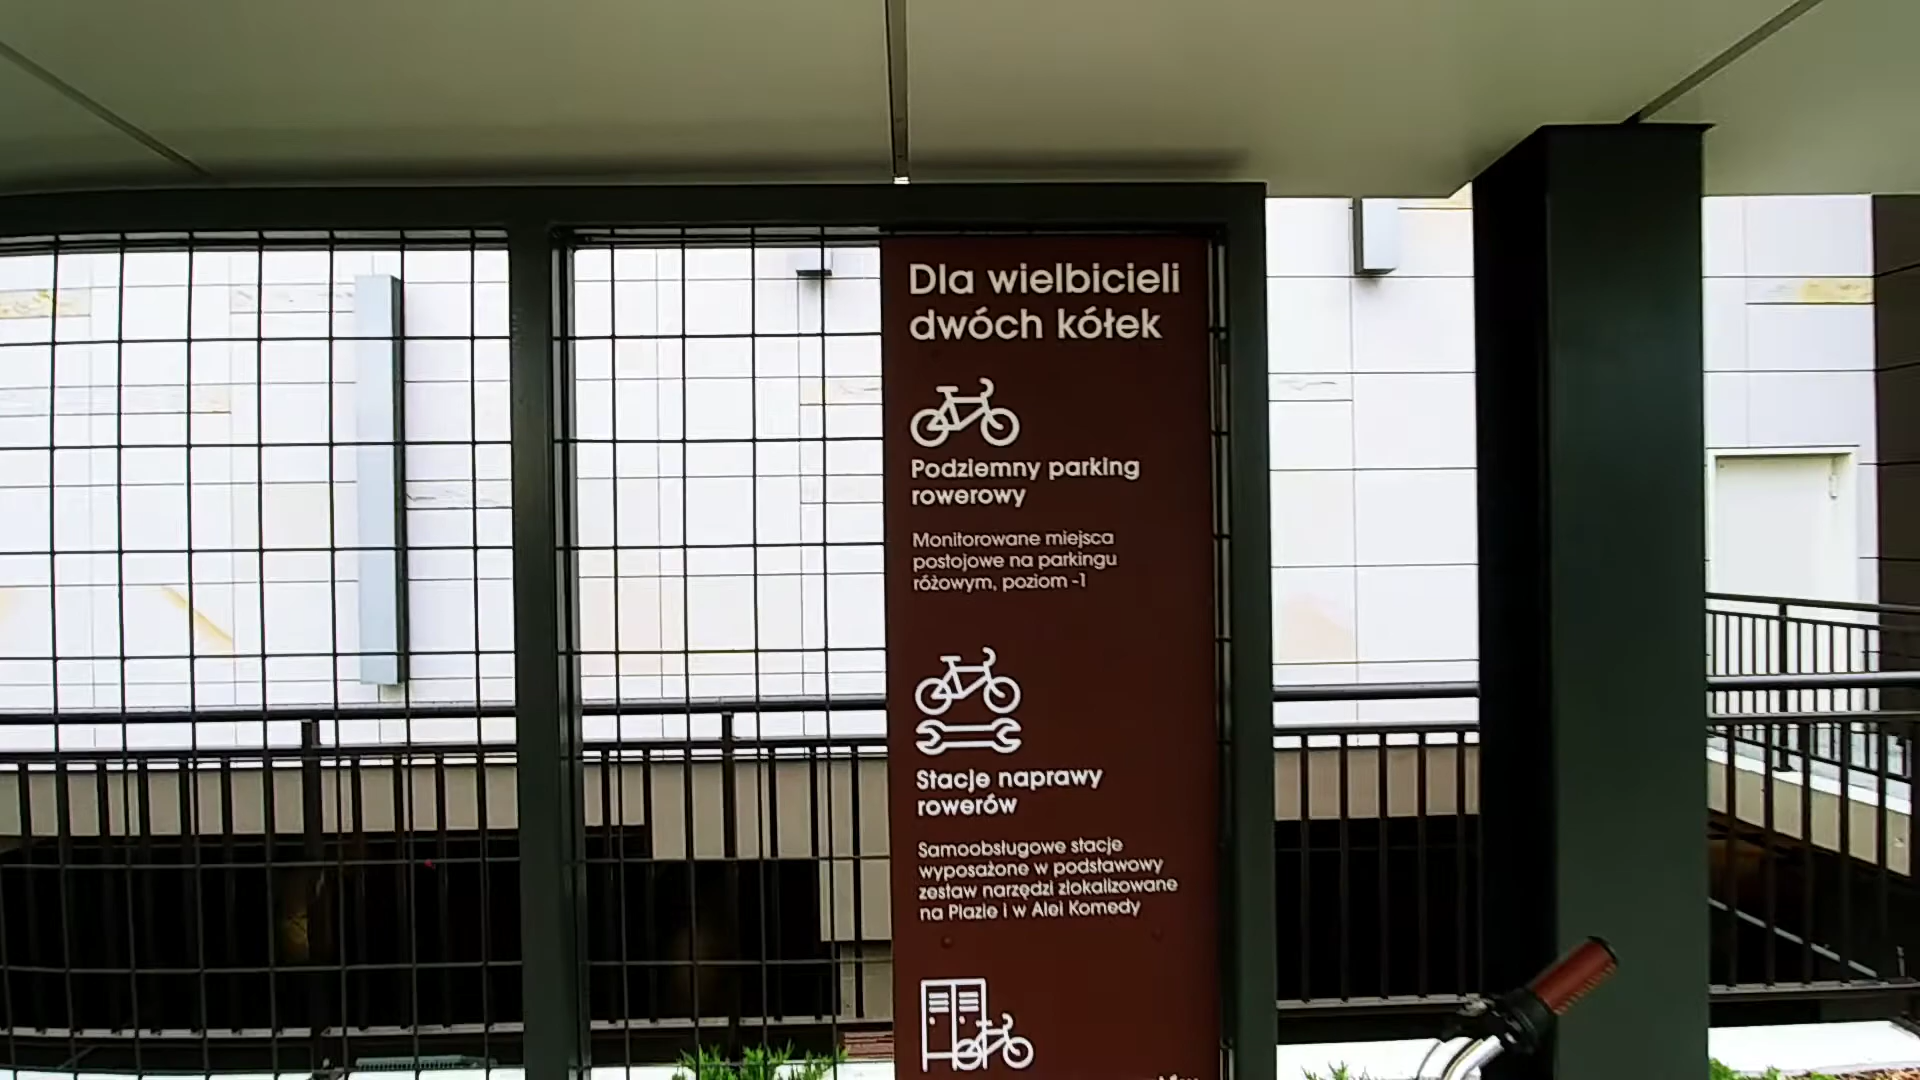 Dla wielbicieli
dwóch kółek
Podziemny parking
rowerowy
Monitorowane miejsca
postojowe na parkingu
różowym, poziom -1
Stacje naprawy
rowerów
Samoobsługowe stacje
wyposażone w podstawowy
zestaw narzędzi zlokalizowane
na Plazie i w Alei Komedy